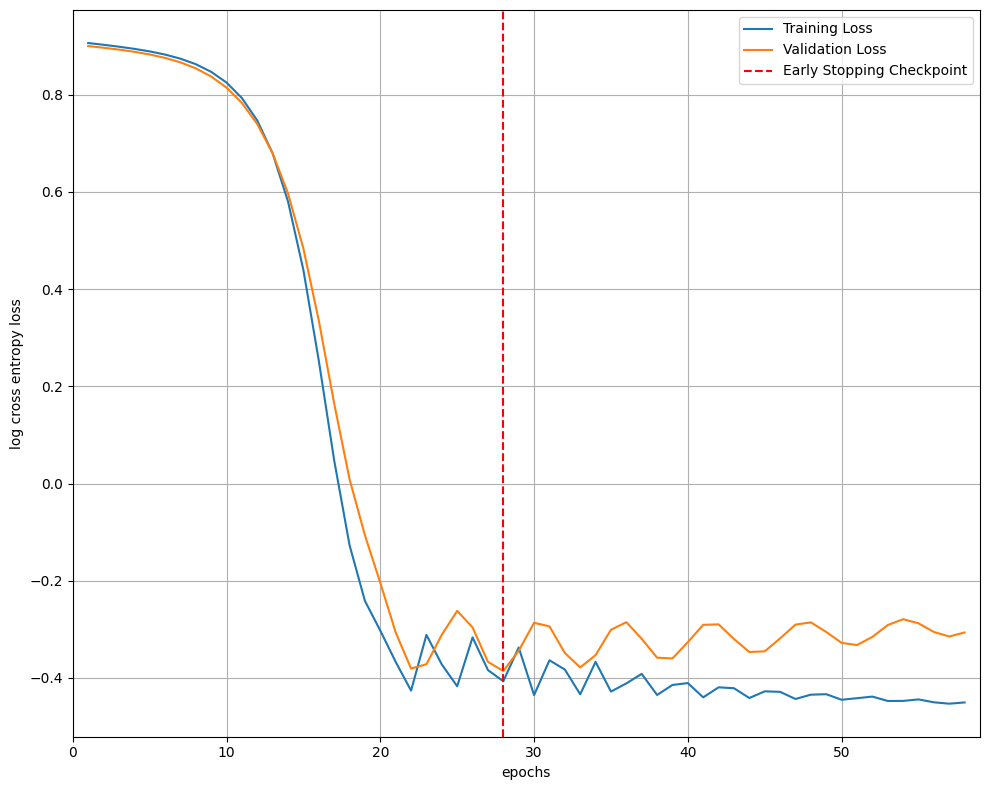 Training Loss
Validation Loss
Early Stopping Checkpoint
log cross entropy loss
0.8
0.6
0.4
0.2
0.0
−0.2
−0.4
0 10 20 30 40 50
epochs